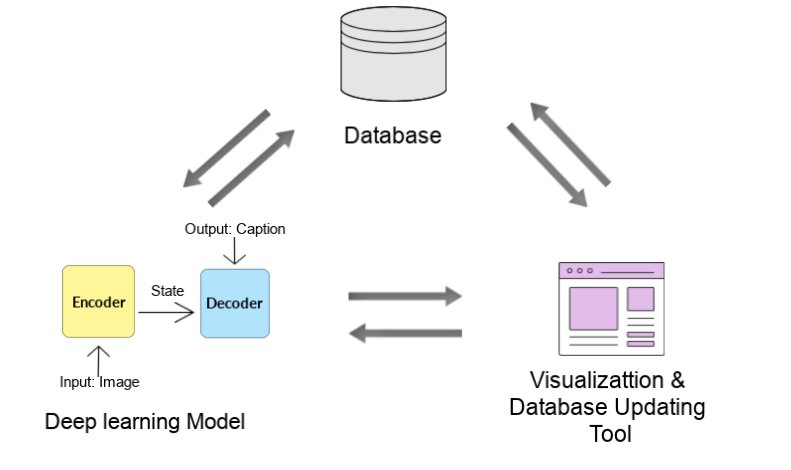 Database
Output: Caption
Encoder
State
Decoder
Input: Image
Deep learning Model
Visualizattion &
Database Updating
Tool